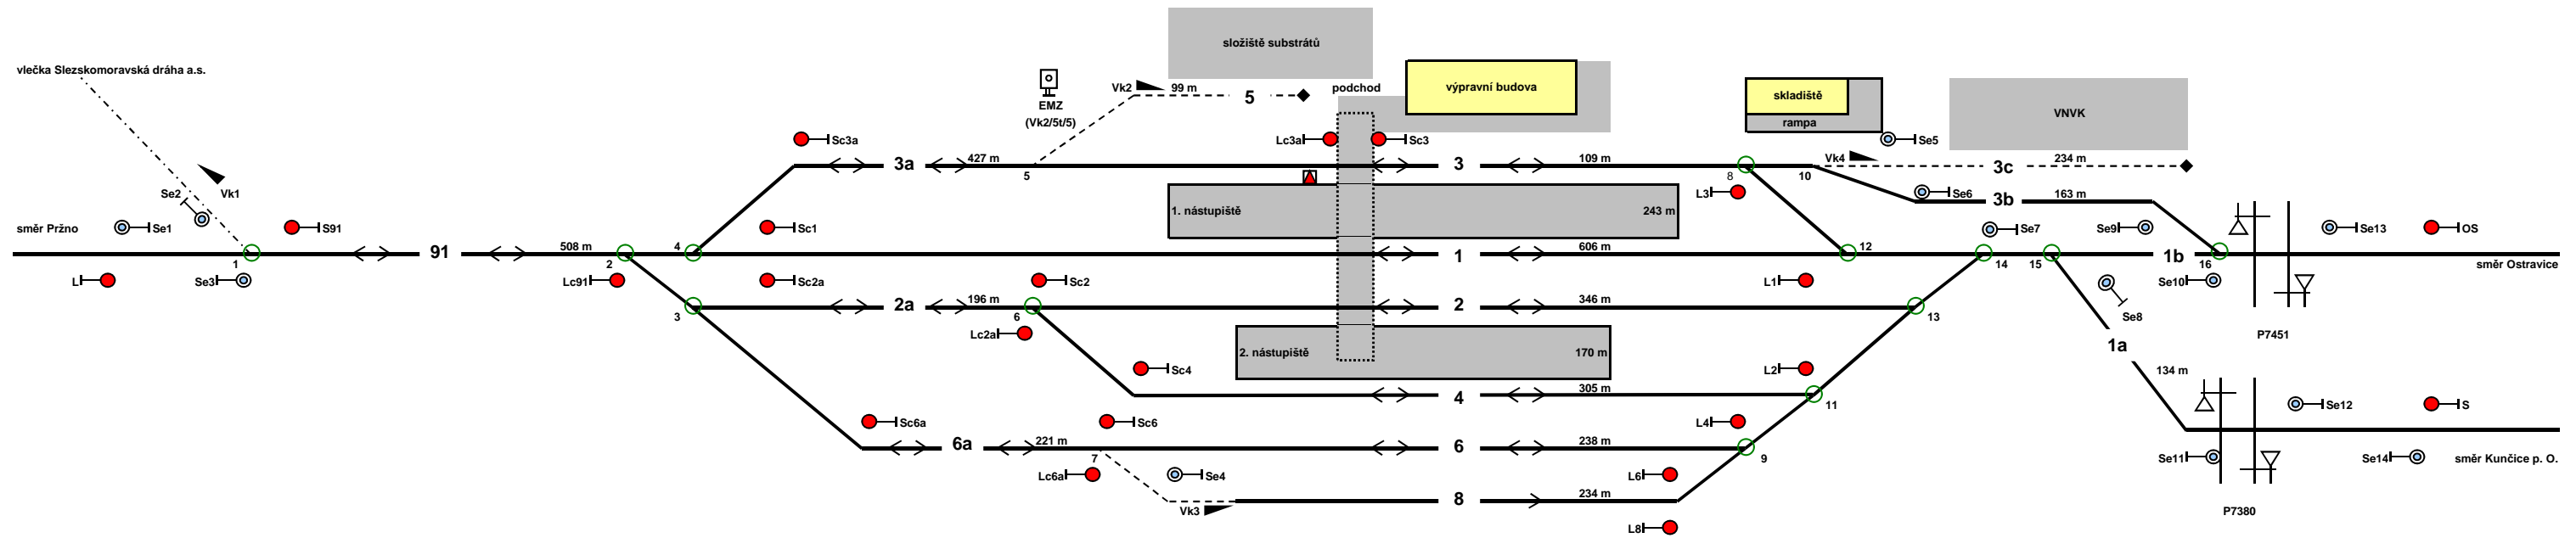 složiště substrátů
vlečka Slezskomoravská dráha a.s.
Vk2
99 m
5
podchod
výpravní budova
skladiště
rampa
VNVK
EMZ
(Vk2/5t/5)
Sc3a
Lc3a
Sc3
Se5
3a
427 m
5
3
109 m
8
10
Vk4
3c
234 m
Se2
Vk1
L3
Se6
3b
163 m
1. nástupiště
243 m
směr Pržno
Se1
S91
Sc1
Se7
Se9
Se13
OS
1
91
508 m
2
4
1
606 m
12
14
15
1b
16
směr Ostravice
L
Se3
Lc91
Sc2a
Sc2
L1
Se10
Se8
3
2a
196 m
6
2
346 m
13
Lc2a
P7451
1a
2. nástupiště
170 m
Sc4
L2
134 m
4
305 m
11
Sc6a
Sc6
L4
Se12
S
6a
221 m
7
6
238 m
9
Se11
Se14
směr Kunčice p. O.
Lc6a
Se4
L6
Vk3
8
234 m
P7380
L8